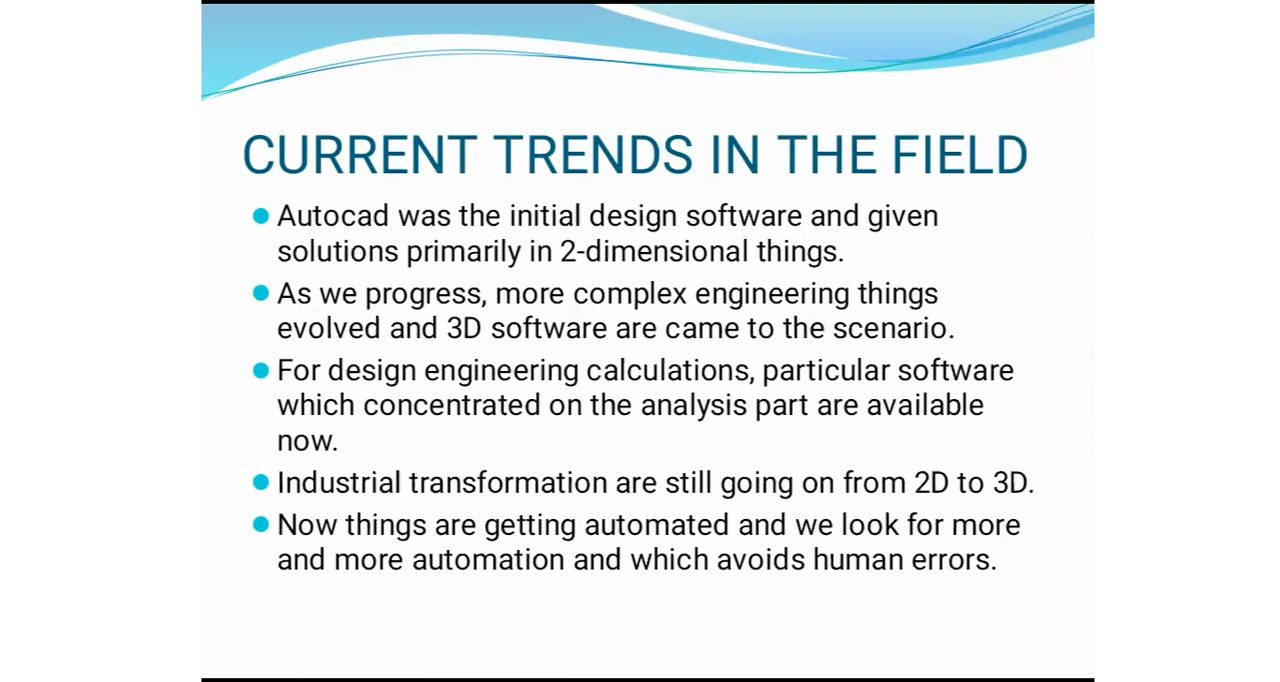 CURRENT TRENDS IN THE FIELD
Autocad was the initial design software and given
solutions primarily in 2-dimensional things.
As we progress, more complex engineering things
evolved and 3D software are came to the scenario.
For design engineering calculations, particular software
which concentrated on the analysis part are available
now.
Industrial transformation are still going on from 2D to 3D.
Now things are getting automated and we look for more
and more automation and which avoids human errors.